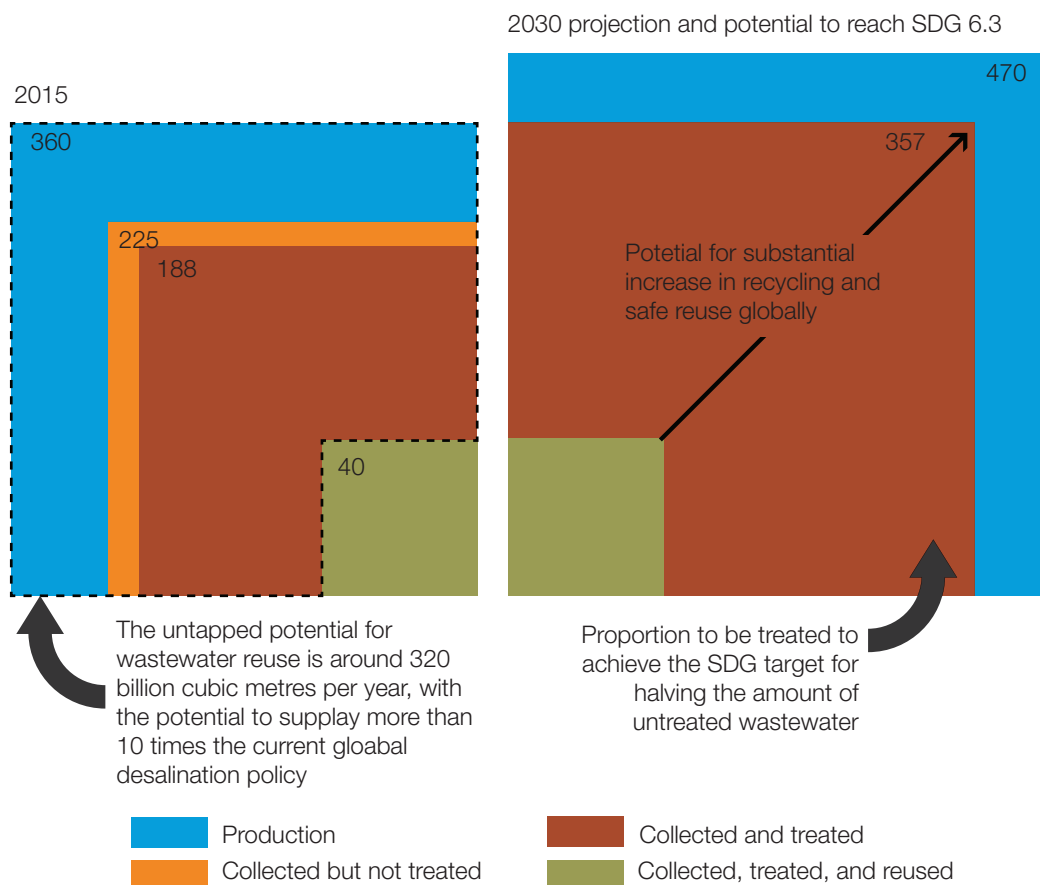 2030 projection and potential to reach SDG 6.3
2015
360
225
188
40
470
357
Potetial for substantial
increase in recycling and
safe reuse globally
The untapped potential for
wastewater reuse is around 320
billion cubic metres per year, with
the potential to supplay more than
10 times the current gloabal
desalination policy
Proportion to be treated to
achieve the SDG target for
halving the amount of
untreated wastewater
Production
Collected but not treated
Collected and treated
Collected, treated, and reused